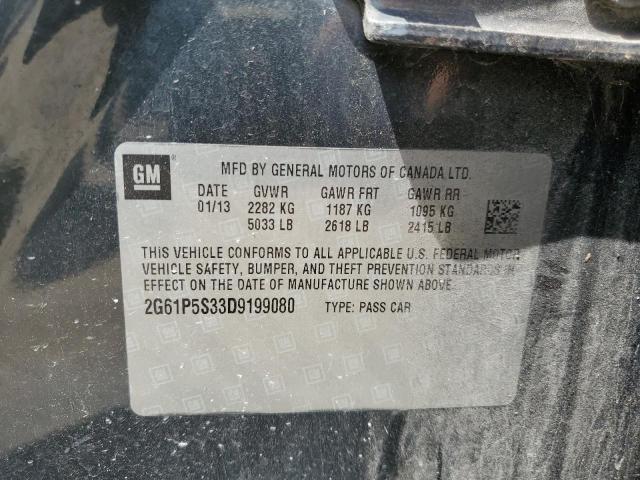 GM ®
MFD BY GENERAL MOTORS OF CANADA LTD.
DATE GVWR GAWR FRT GAWR RR
01/13 2282 KG 1187 KG 1095 KG
5033 LB 2618 LB 2415 LB
THIS VEHICLE CONFORMS TO ALL APPLICABLE U.S. FEDERAL MOTOR
VEHICLE SAFETY, BUMPER, AND THEFT PREVENTION STANDARDS IN
EFFECT ON THE DATE OF MANUFACTURE SHOWN ABOVE.
2G61P5S33D9199080 TYPE: PASS CAR